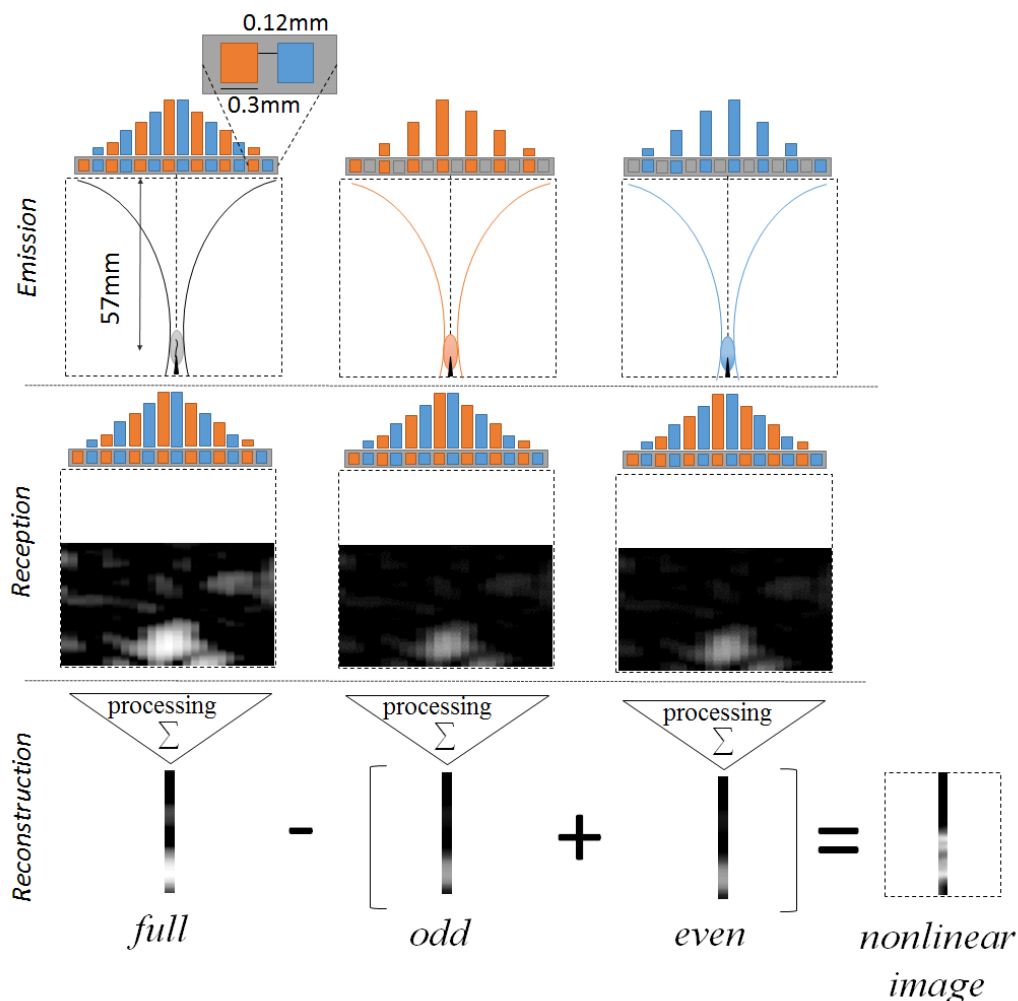 0.12mm
0.3mm
Emission
57mm
Reception
Reconstruction
processing
Σ
processing
Σ
processing
Σ
-
+
=
full
odd
even
nonlinear
image